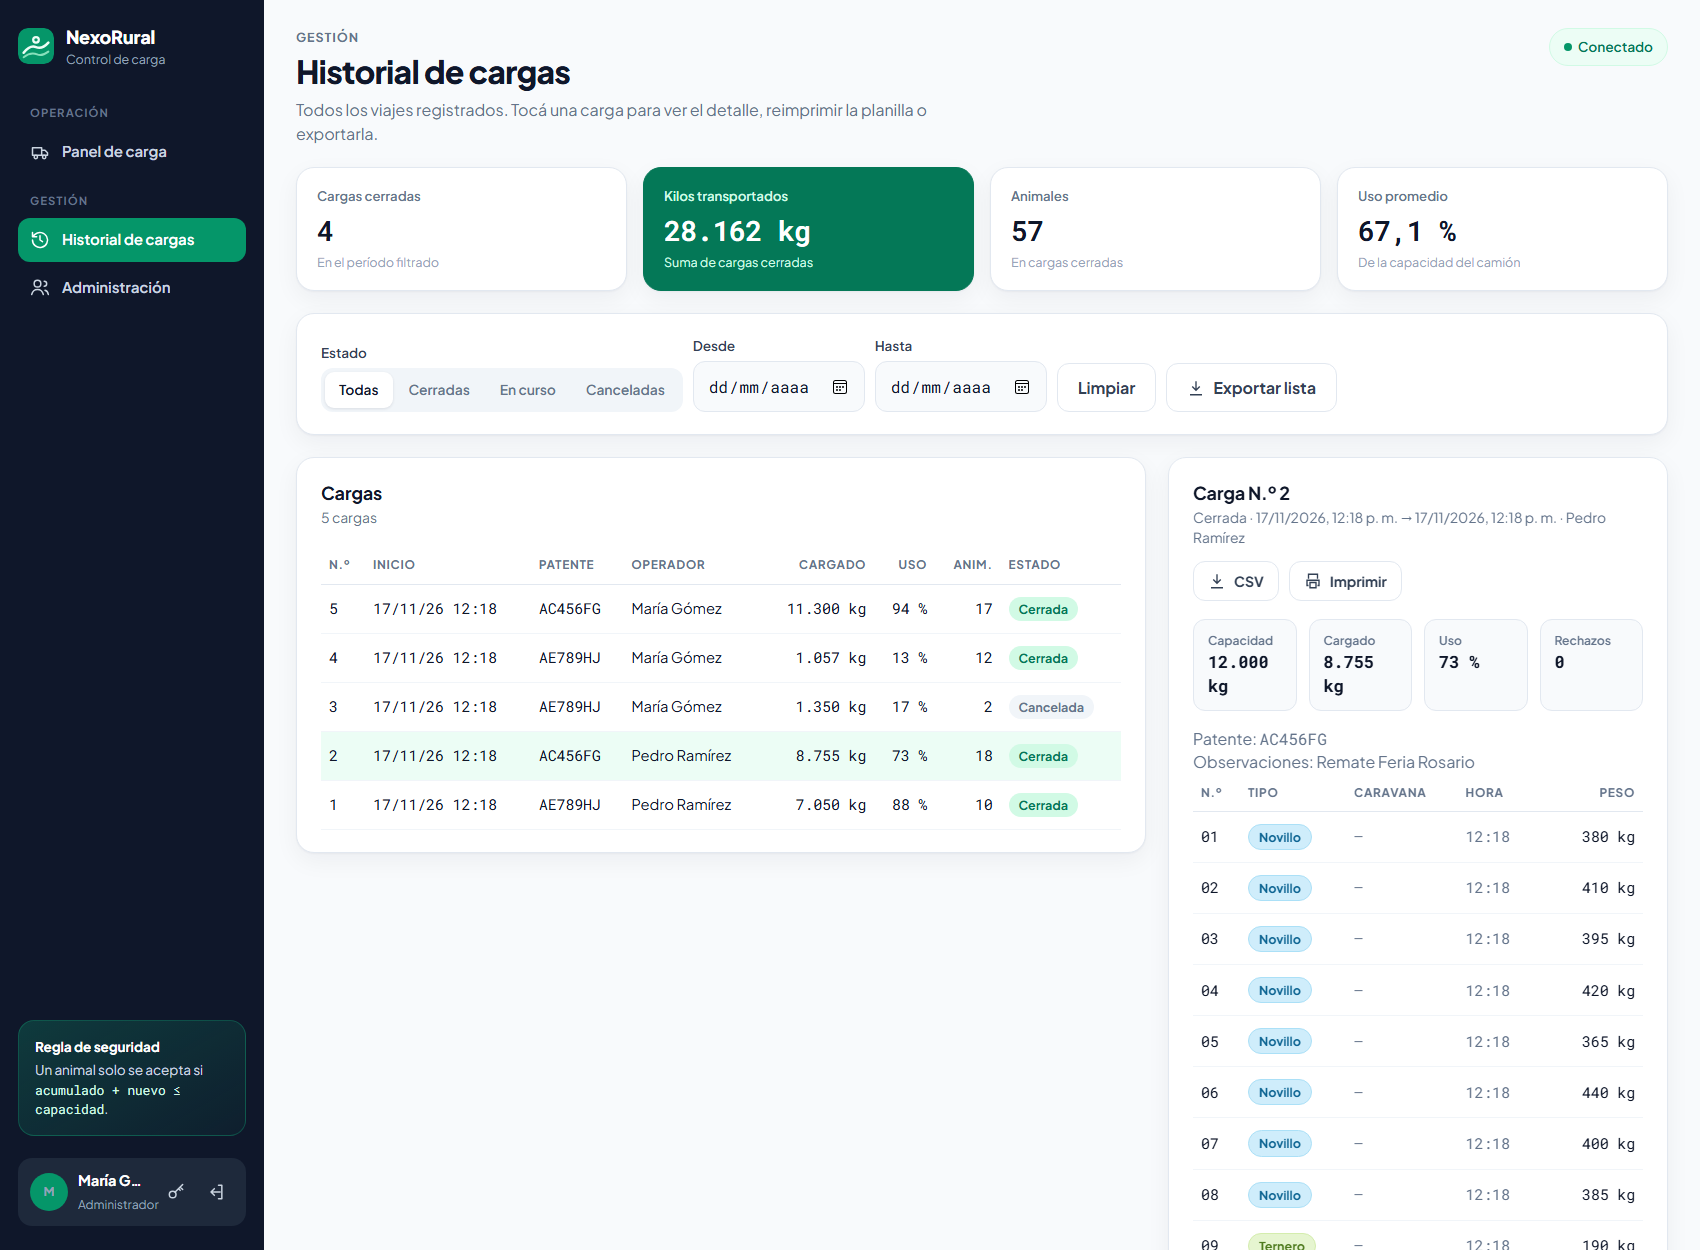 NexoRural
Control de carga
OPERACIÓN
Panel de carga
GESTIÓN
Historial de cargas
Administración
Regla de seguridad
Un animal solo se acepta si
acumulado + nuevo ≤
capacidad.
M
María G…
Administrador
GESTIÓN
Historial de cargas
Todos los viajes registrados. Tocá una carga para ver el detalle, reimprimir la planilla o
exportarla.
Conectado
Cargas cerradas
4
En el período filtrado
Kilos transportados
28.162 kg
Suma de cargas cerradas
Animales
57
En cargas cerradas
Uso promedio
67,1 %
De la capacidad del camión
Estado
Todas Cerradas En curso Canceladas
Desde
dd/mm/aaaa
Hasta
dd/mm/aaaa
Limpiar
Exportar lista
Cargas
5 cargas
N.º INICIO PATENTE OPERADOR CARGADO USO ANIM. ESTADO
5 17/11/26 12:18 AC456FG María Gómez 11.300 kg 94 % 17 Cerrada
4 17/11/26 12:18 AE789HJ María Gómez 1.057 kg 13 % 12 Cerrada
3 17/11/26 12:18 AE789HJ María Gómez 1.350 kg 17 % 2 Cancelada
2 17/11/26 12:18 AC456FG Pedro Ramírez 8.755 kg 73 % 18 Cerrada
1 17/11/26 12:18 AE789HJ Pedro Ramírez 7.050 kg 88 % 10 Cerrada
Carga N.º 2
Cerrada · 17/11/2026, 12:18 p. m. → 17/11/2026, 12:18 p. m. · Pedro
Ramírez
CSV
Imprimir
Capacidad
12.000
kg
Cargado
8.755
kg
Uso
73 %
Rechazos
0
Patente: AC456FG
Observaciones: Remate Feria Rosario
N.º TIPO CARAVANA HORA PESO
01 Novillo — 12:18 380 kg
02 Novillo — 12:18 410 kg
03 Novillo — 12:18 395 kg
04 Novillo — 12:18 420 kg
05 Novillo — 12:18 365 kg
06 Novillo — 12:18 440 kg
07 Novillo — 12:18 400 kg
08 Novillo — 12:18 385 kg
09 Ternero — 12:18 190 kg